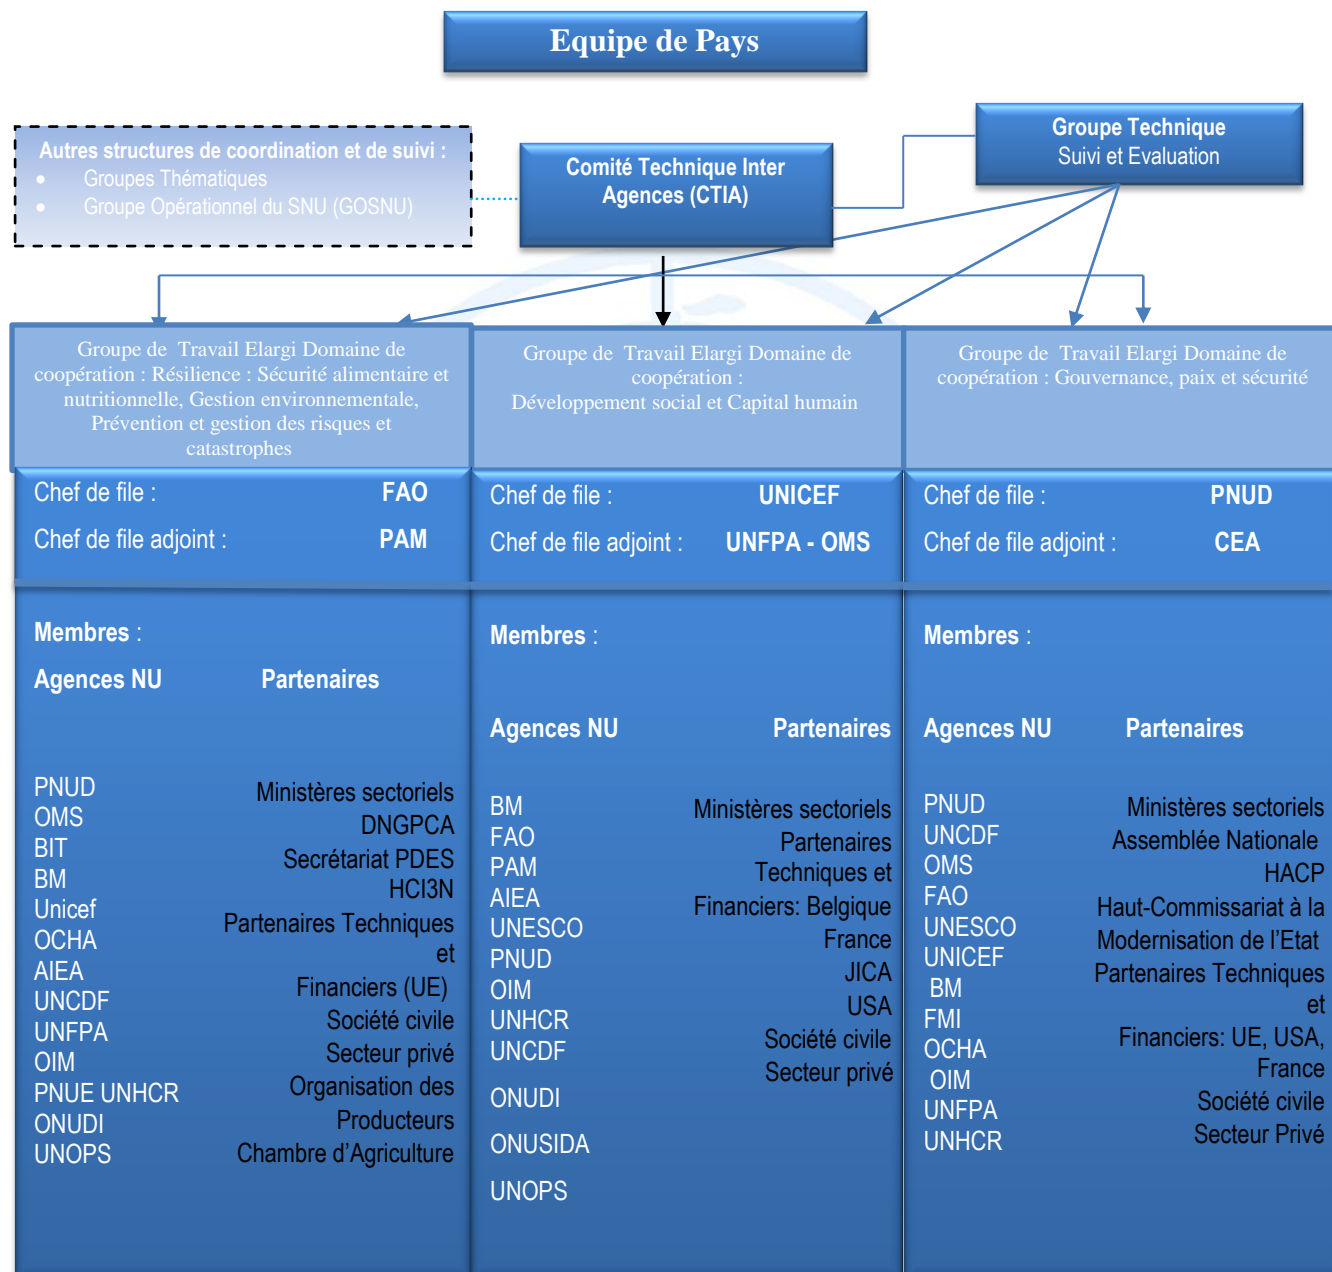 Equipe de Pays
Autres structures de coordination et de suivi :
• Groupes Thématiques
• Groupe Opérationnel du SNU (GOSNU)
Comité Technique Inter
Agences (CTIA)
Groupe Technique
Suivi et Evaluation
Groupe de Travail Elargi Domaine de
coopération : Résilience : Sécurité alimentaire et
nutritionnelle, Gestion environnementale,
Prévention et gestion des risques et
catastrophes
Chef de file : FAO
Chef de file adjoint : PAM
Membres :
Agences NU Partenaires
PNUD
OMS
BIT
BM
Unicef
OCHA
AIEA
UNCDF
UNFPA
OIM
PNUE UNHCR
ONUDI
UNOPS
Ministères sectoriels
DNGPCA
Secrétariat PDES
HCI3N
Partenaires Techniques
et
Financiers (UE)
Société civile
Secteur privé
Organisation des
Producteurs
Chambre d’Agriculture
Groupe de Travail Elargi Domaine de
coopération :
Développement social et Capital humain
Chef de file : UNICEF
Chef de file adjoint : UNFPA - OMS
Membres :
Agences NU Partenaires
BM
FAO
PAM
AIEA
UNESCO
PNUD
OIM
UNHCR
UNCDF
ONUDI
ONUSIDA
UNOPS
Ministères sectoriels
Partenaires
Techniques et
Financiers: Belgique
France
JICA
USA
Société civile
Secteur privé
Groupe de Travail Elargi Domaine de
coopération : Gouvernance, paix et sécurité
Chef de file : PNUD
Chef de file adjoint : CEA
Membres :
Agences NU Partenaires
PNUD
UNCDF
OMS
FAO
UNESCO
UNICEF
BM
FMI
OCHA
OIM
UNFPA
UNHCR
Ministères sectoriels
Assemblée Nationale
HACP
Haut-Commissariat à la
Modernisation de l’Etat
Partenaires Techniques
et
Financiers: UE, USA,
France
Société civile
Secteur Privé